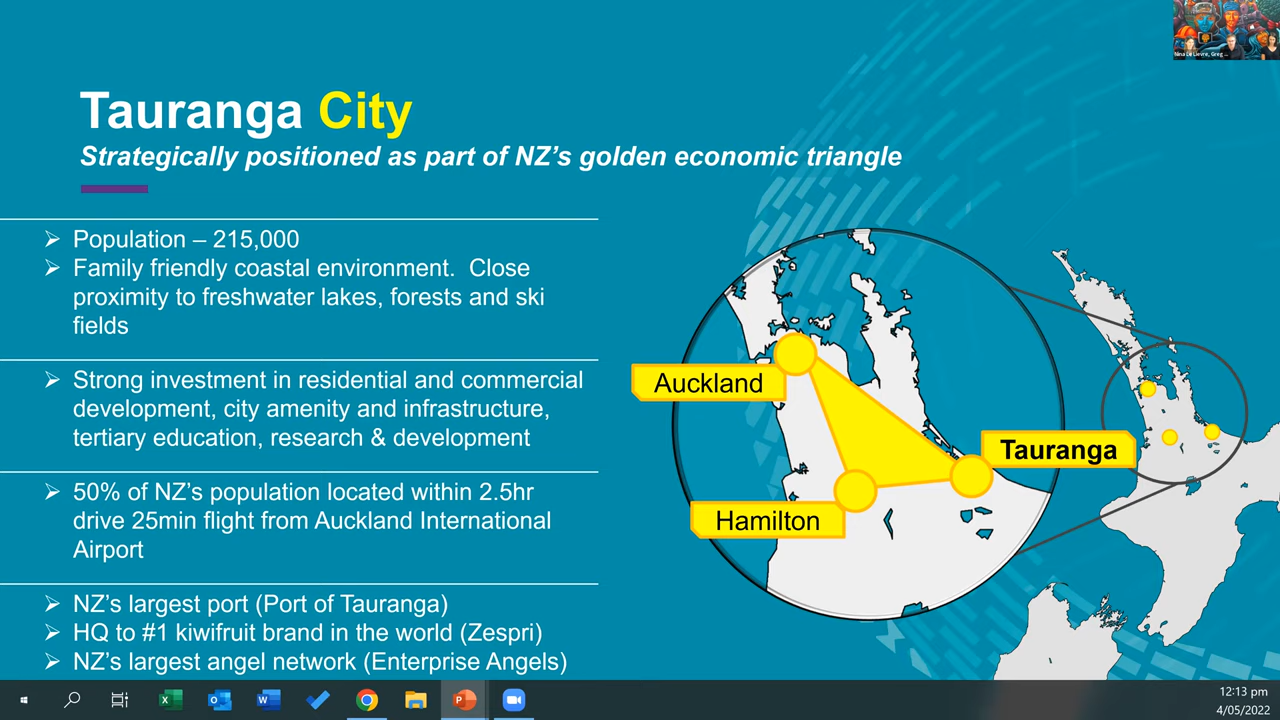 Nina Le Lievre, Greg ...
Tauranga City
Strategically positioned as part of NZ's golden economic triangle
➢ Population – 215,000
➢ Family friendly coastal environment.  Close
proximity to freshwater lakes, forests and ski
fields
➢ Strong investment in residential and commercial
development, city amenity and infrastructure,
tertiary education, research & development
➢ 50% of NZ's population located within 2.5hr
drive 25min flight from Auckland International
Airport
➢ NZ's largest port (Port of Tauranga)
➢ HQ to #1 kiwifruit brand in the world (Zespri)
➢ NZ's largest angel network (Enterprise Angels)
Auckland
Tauranga
Hamilton
12:13 pm
4/05/2022